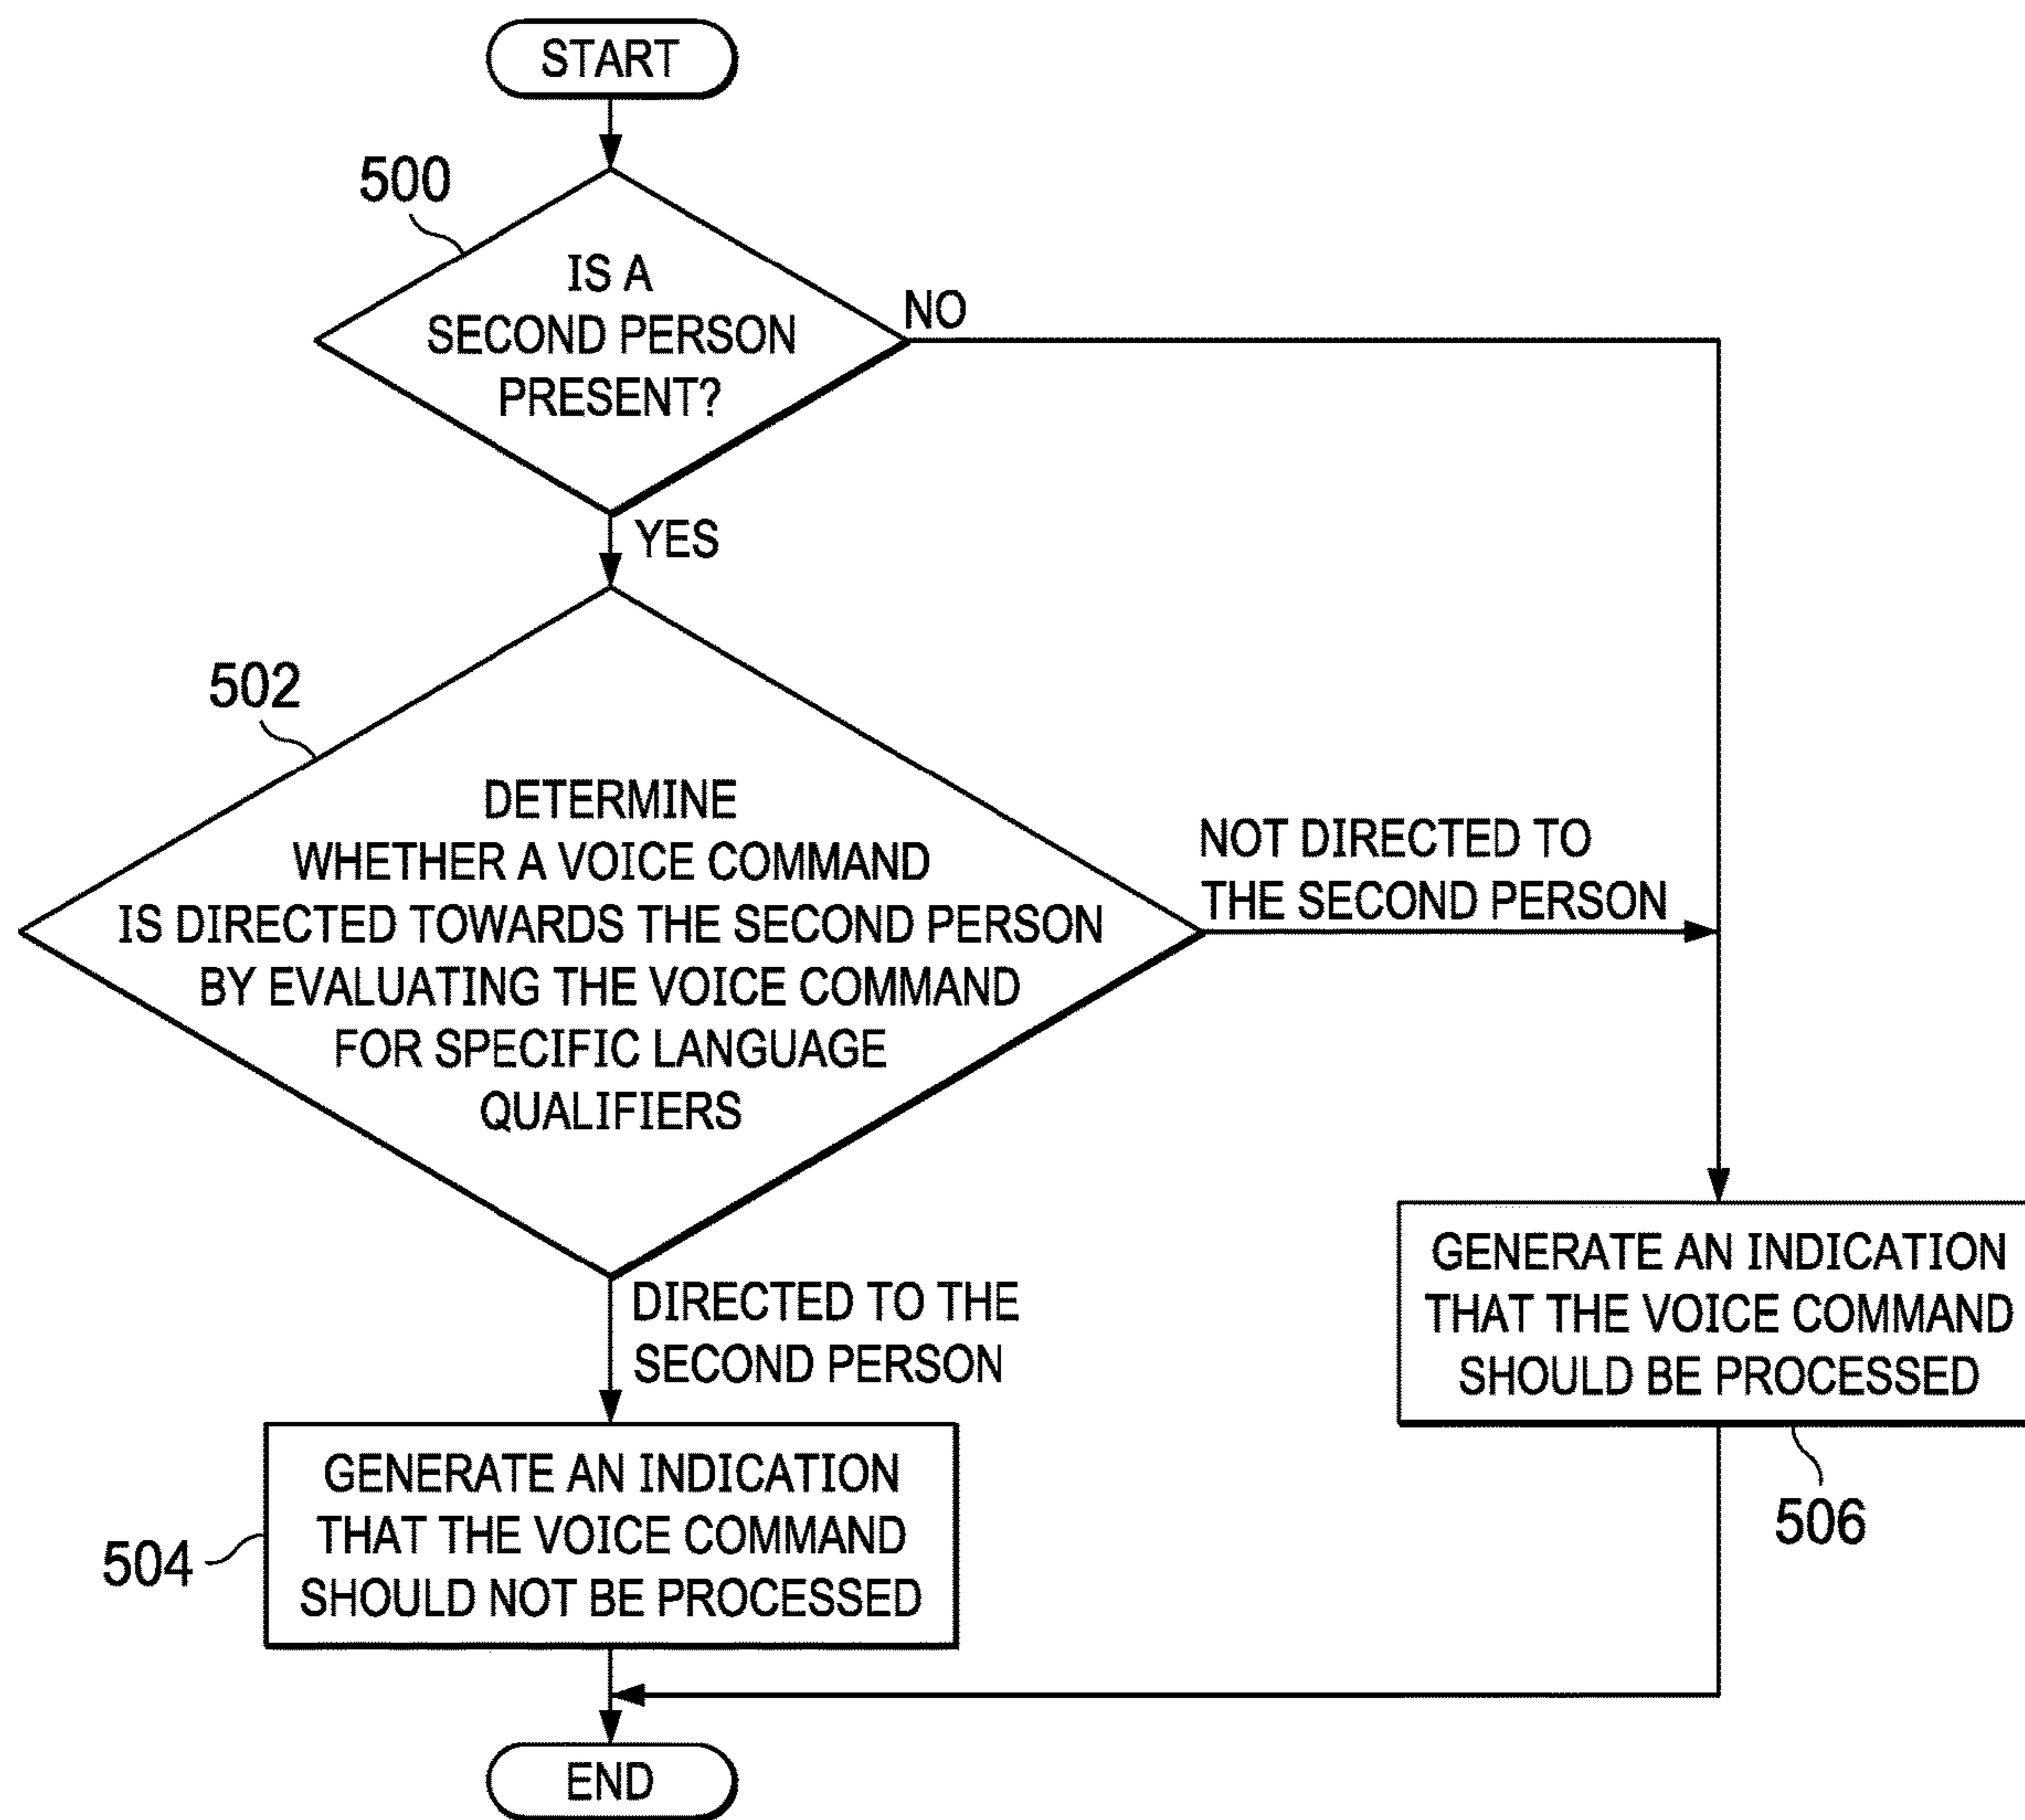 START
500
IS A
SECOND PERSON
PRESENT?
NO
YES
502
DETERMINE
WHETHER A VOICE COMMAND
IS DIRECTED TOWARDS THE SECOND PERSON
BY EVALUATING THE VOICE COMMAND
FOR SPECIFIC LANGUAGE
QUALIFIERS
NOT DIRECTED TO
THE SECOND PERSON
DIRECTED TO THE
SECOND PERSON
GENERATE AN INDICATION
THAT THE VOICE COMMAND
SHOULD BE PROCESSED
506
504
GENERATE AN INDICATION
THAT THE VOICE COMMAND
SHOULD NOT BE PROCESSED
END